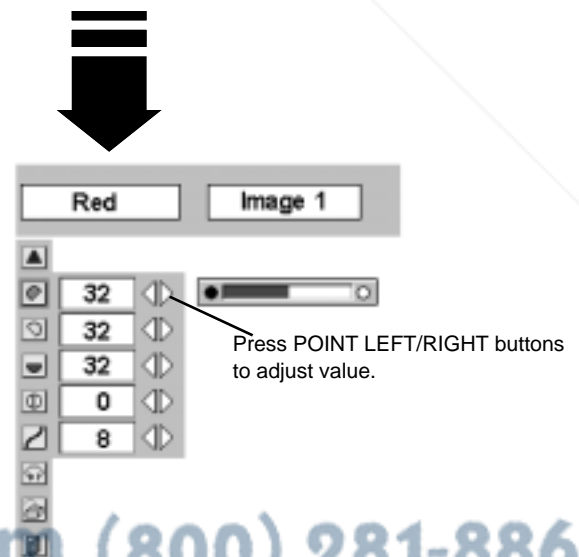 Red Image 1
32
32
Press POINT LEFT/RIGHT buttons
to adjust value.
32
0
8
(800) 281-886